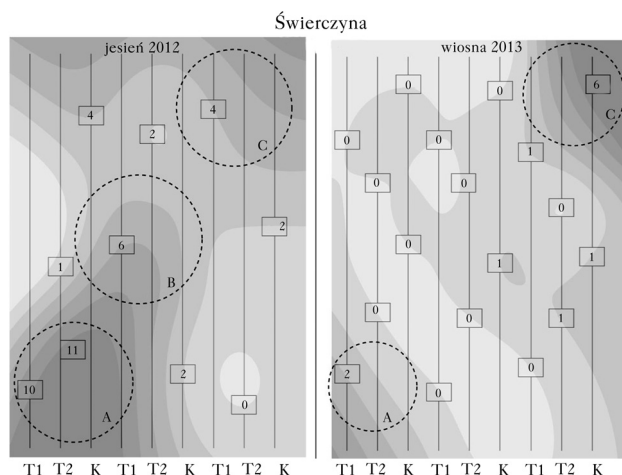 Świerczyna
jesień 2012 wiosna 2013
0 0 6
4 4 C C
2 0 0 1
0 0
0
2
6 0
1 B 1 1
0 0 1
11
10 A 2 0 2 A 0 0
T1 T2 K T1 T2 K T1 T2 K T1 T2 K T1 T2 K T1 T2 K